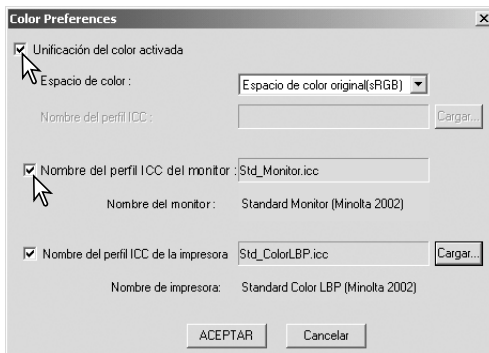 Color Preferences
Unificación del color activada
Espacio de color : Espacio de color original(sRGB)
Nombre del perfil ICC : Cargar...
Nombre del perfil ICC del monitor : Std_Monitor.icc
Nombre del monitor : Standard Monitor (Minolta 2002)
Nombre del perfil ICC de la impresora Std_ColorLBP.icc Cargar...
Nombre de impresora: Standard Color LBP (Minolta 2002)
ACEPTAR Cancelar